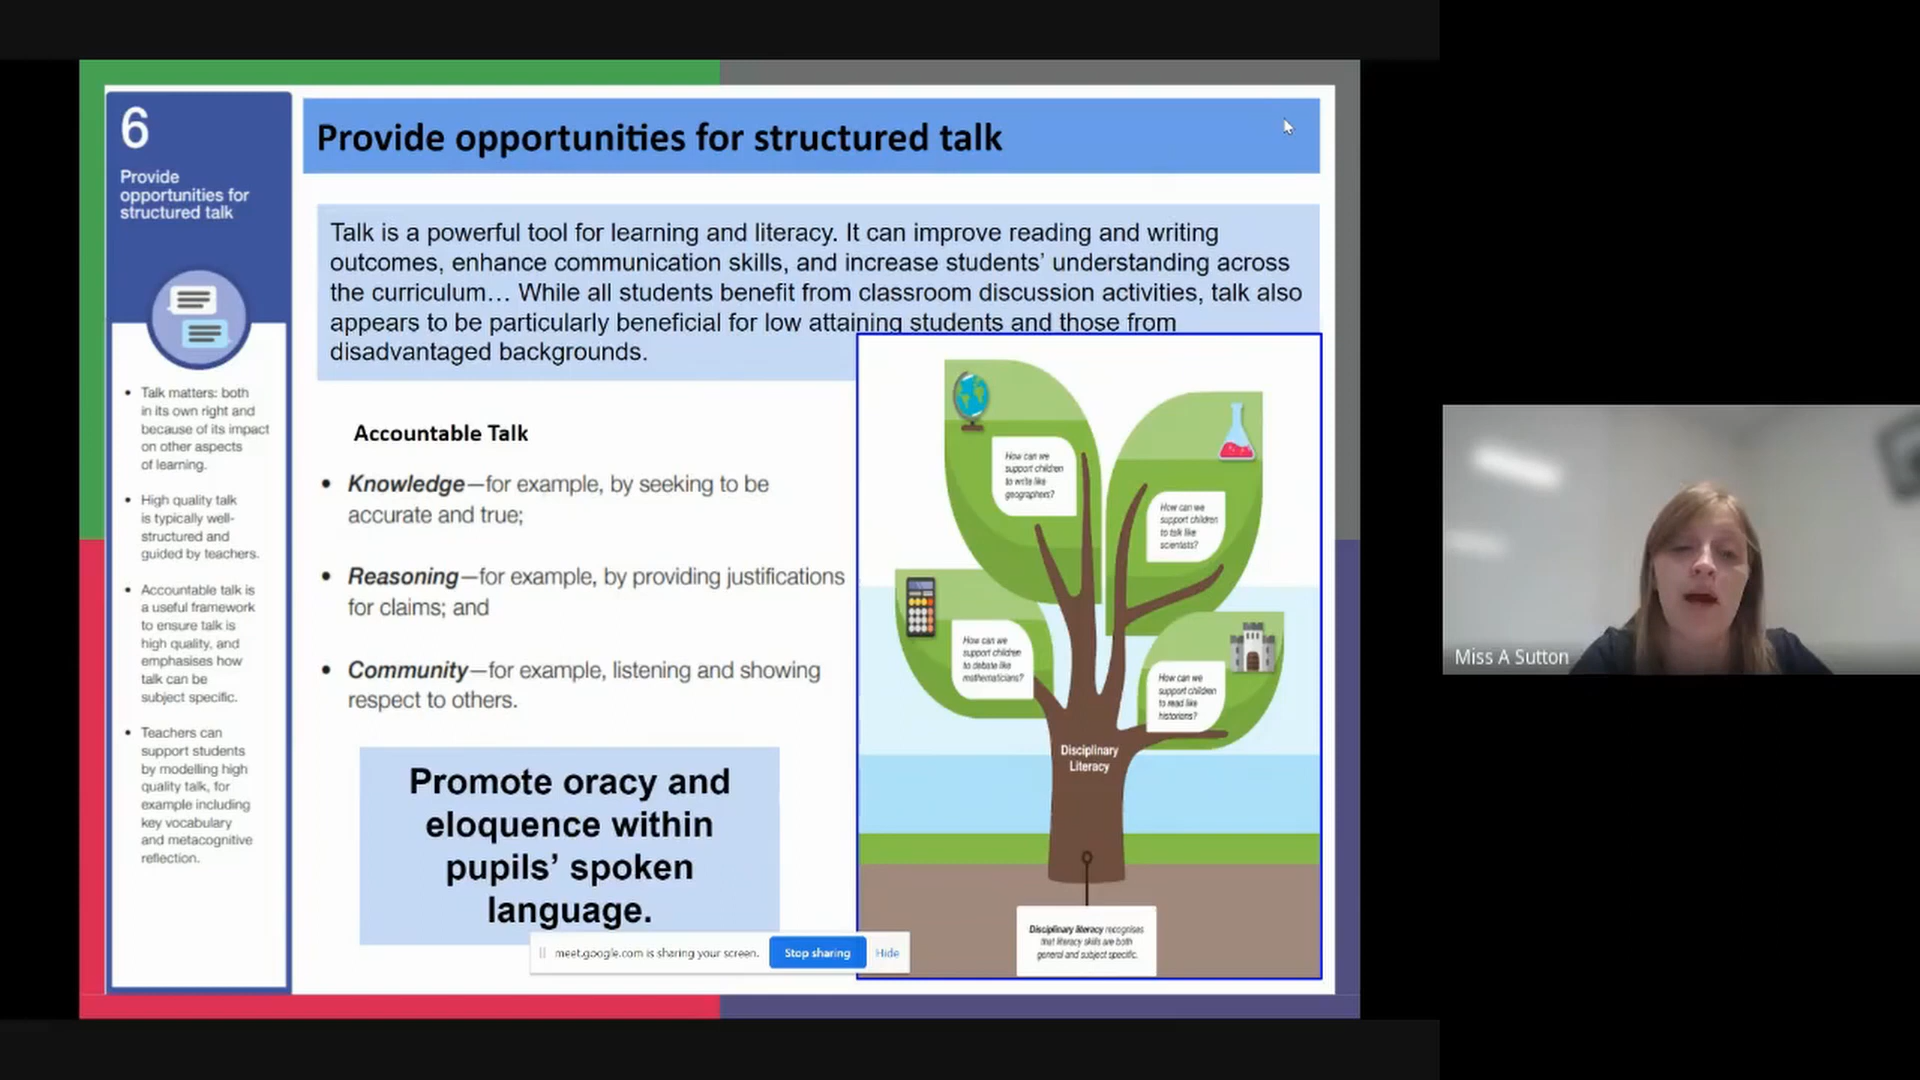 6
Provide
opportunities for
structured talk
Talk matters: both
in its own right and
because of its impact
on other aspects
of learning.
High quality talk
is typically well-
structured and
guided by teachers.
Accountable talk is
a useful framework
to ensure talk is
high quality, and
emphasises how
talk can be
subject specific.
Teachers can
support students
by modelling high
quality talk, for
example including
key vocabulary
and metacognitive
reflection.
Provide opportunities for structured talk
Talk is a powerful tool for learning and literacy. It can improve reading and writing
outcomes, enhance communication skills, and increase students’ understanding across
the curriculum… While all students benefit from classroom discussion activities, talk also
appears to be particularly beneficial for low attaining students and those from
disadvantaged backgrounds.
Accountable Talk
Knowledge—for example, by seeking to be
accurate and true;
Reasoning—for example, by providing justifications
for claims; and
Community—for example, listening and showing
respect to others.
Promote oracy and
eloquence within
pupils’ spoken
language.
How can we
support children
to write like
geographers?
How can we
support children
to talk like
scientists?
How can we
support children
to debate like
mathematicians?
How can we
support children
to read like
historians?
Disciplinary
Literacy
Disciplinary literacy recognises
that literacy skills are both
general and subject specific.
meet.google.com is sharing your screen.
Stop sharing
Hide
Miss A Sutton